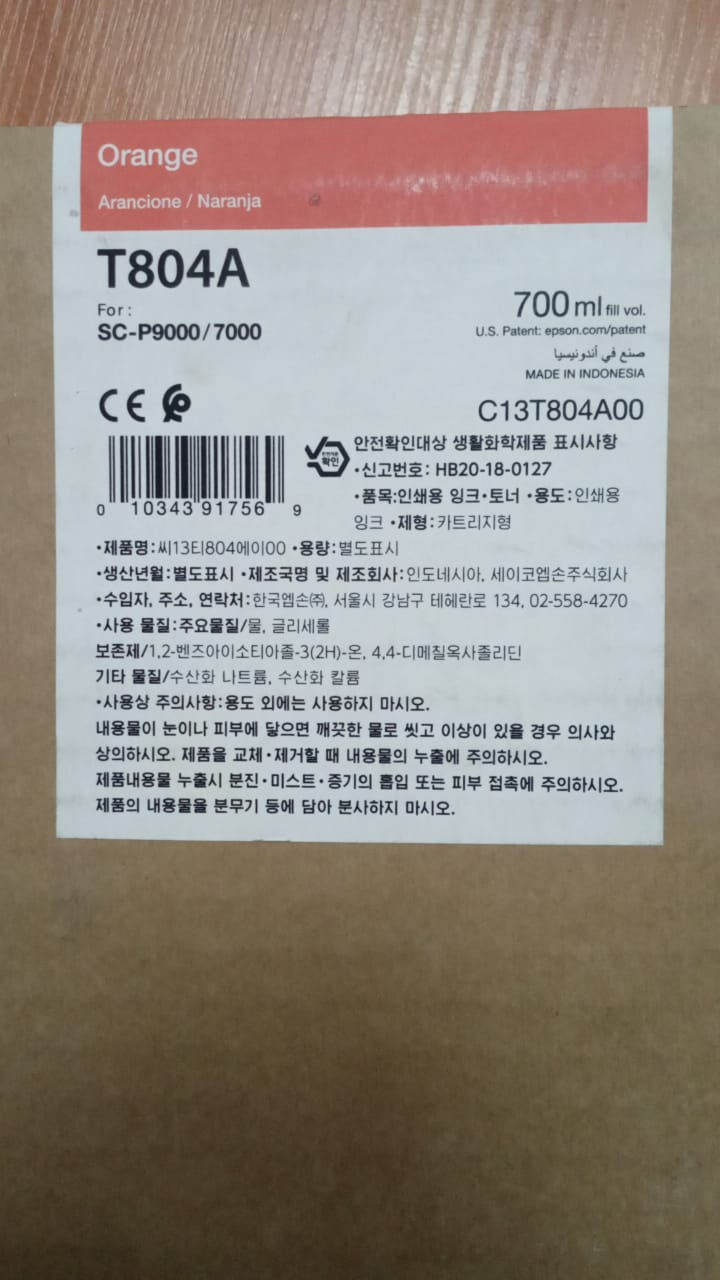 Orange
Arancione / Naranja
T804A
For :
SC-P9000/7000
700 ml fill vol.
U.S. Patent: epson.com/patent
صنع في أندونيسيا
MADE IN INDONESIA
CE
C13T804A00
0 10343 91756 9
확인
안전확인대상 생활화학제품 표시사항
•신고번호: HB20-18-0127
•품목:인쇄용 잉크•토너 •용도:인쇄용
잉크 •제형:카트리지형
•제품명:씨13티804에이00 •용량:별도표시
•생산년월:별도표시 •제조국명 및 제조회사:인도네시아, 세이코엡손주식회사
•수입자, 주소, 연락처:한국엡손㈜, 서울시 강남구 테헤란로 134, 02-558-4270
•사용 물질:주요물질/물, 글리세롤
보존제/1,2-벤즈아이소티아졸-3(2H)-온, 4,4-디메칠옥사졸리딘
기타 물질/수산화 나트륨, 수산화 칼륨
•사용상 주의사항:용도 외에는 사용하지 마시오.
내용물이 눈이나 피부에 닿으면 깨끗한 물로 씻고 이상이 있을 경우 의사와
상의하시오. 제품을 교체•제거할 때 내용물의 누출에 주의하시오.
제품내용물 누출시 분진•미스트•증기의 흡입 또는 피부 접촉에 주의하시오.
제품의 내용물을 분무기 등에 담아 분사하지 마시오.